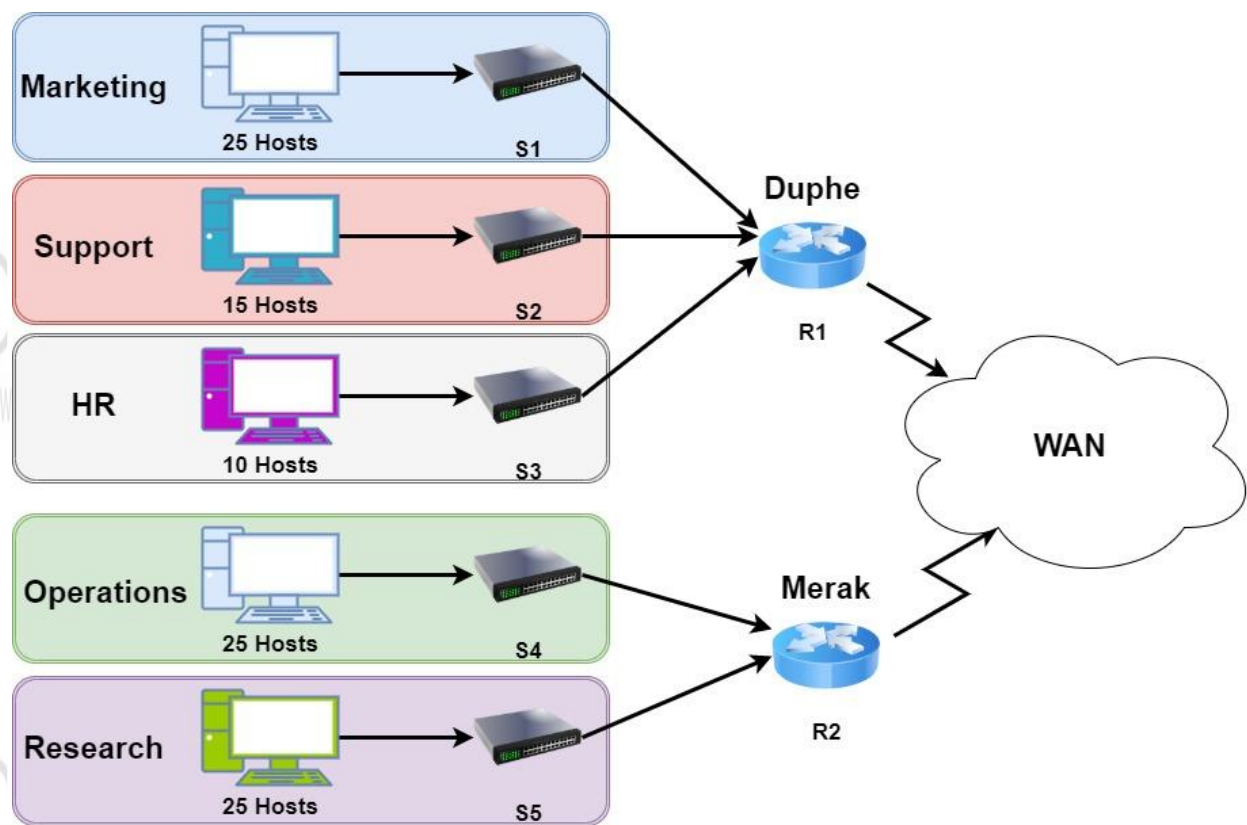 Marketing
25 Hosts
S1
Support
15 Hosts
S2
HR
10 Hosts
S3
Duphe
R1
WAN
Operations
25 Hosts
S4
Research
25 Hosts
S5
Merak
R2